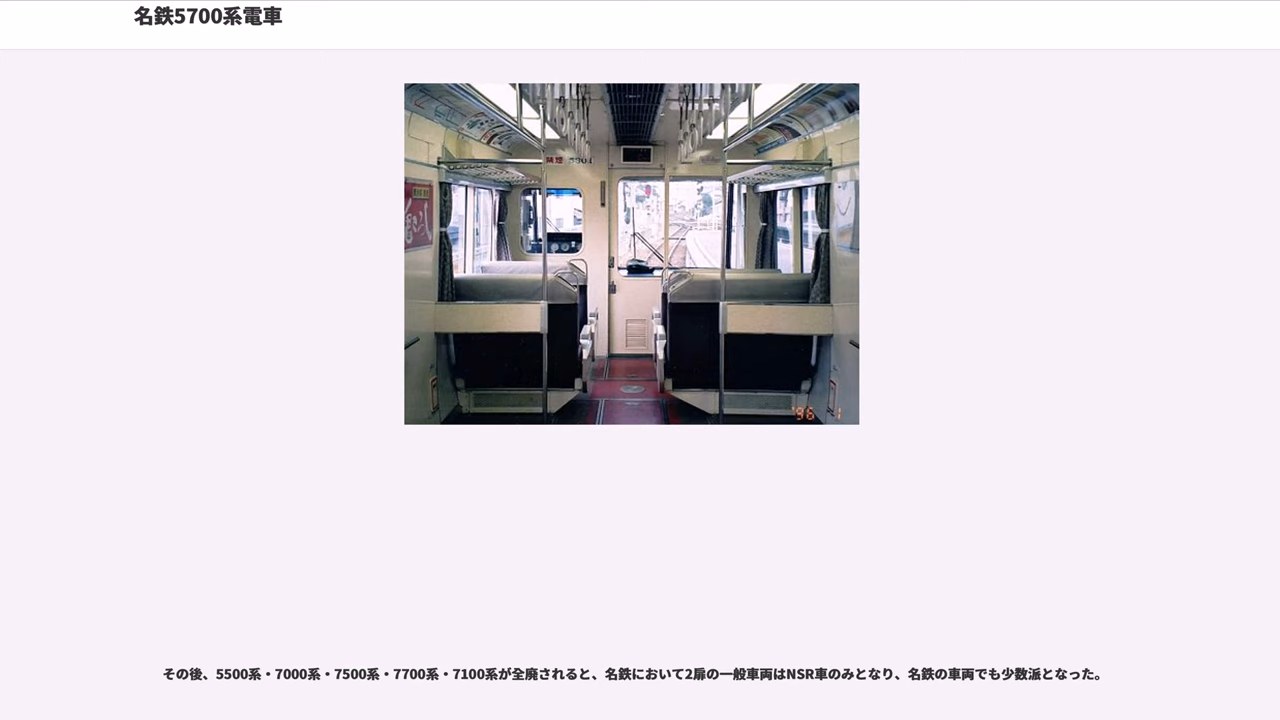 名鉄5700系電車
禁煙
'96 1
その後、5500系・7000系・7500系・7700系・7100系が全廃されると、名鉄において2扉の一般車両はNSR車のみとなり、名鉄の車両でも少数派となった。